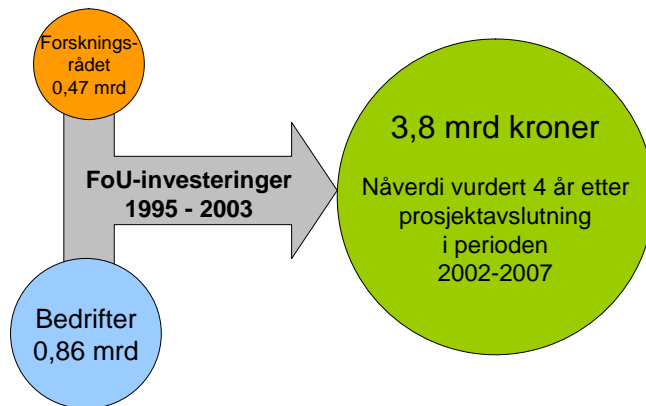 Forsknings-
rådet
0,47 mrd
FoU-investeringer
1995 - 2003
Bedrifter
0,86 mrd
3,8 mrd kroner
Nåverdi vurdert 4 år etter
prosjektavslutning
i perioden
2002-2007